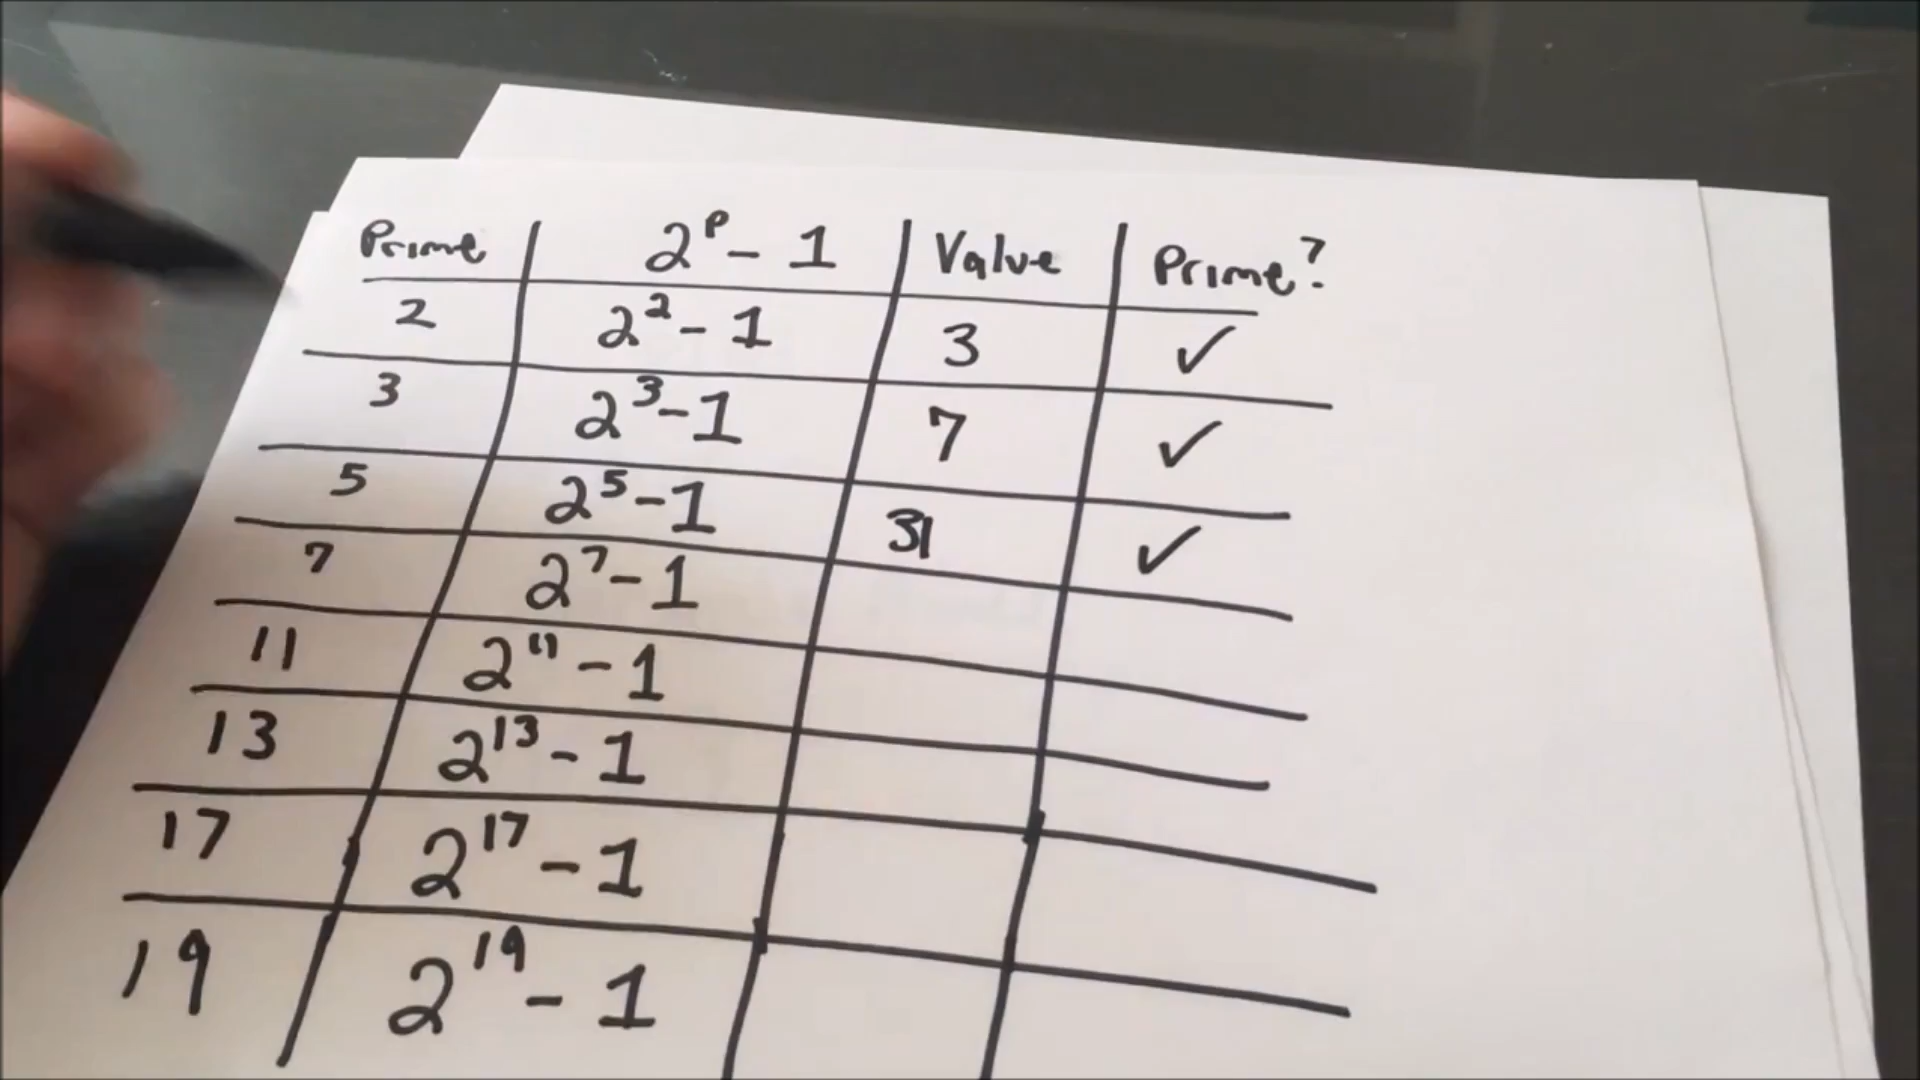 Prime 2^p - 1 Value Prime?
2 2^2 - 1 3 ✓
3 2^3 - 1 7 ✓
5 2^5 - 1 31 ✓
7 2^7 - 1
11 2^11 - 1
13 2^13 - 1
17 2^17 - 1
19 2^19 - 1